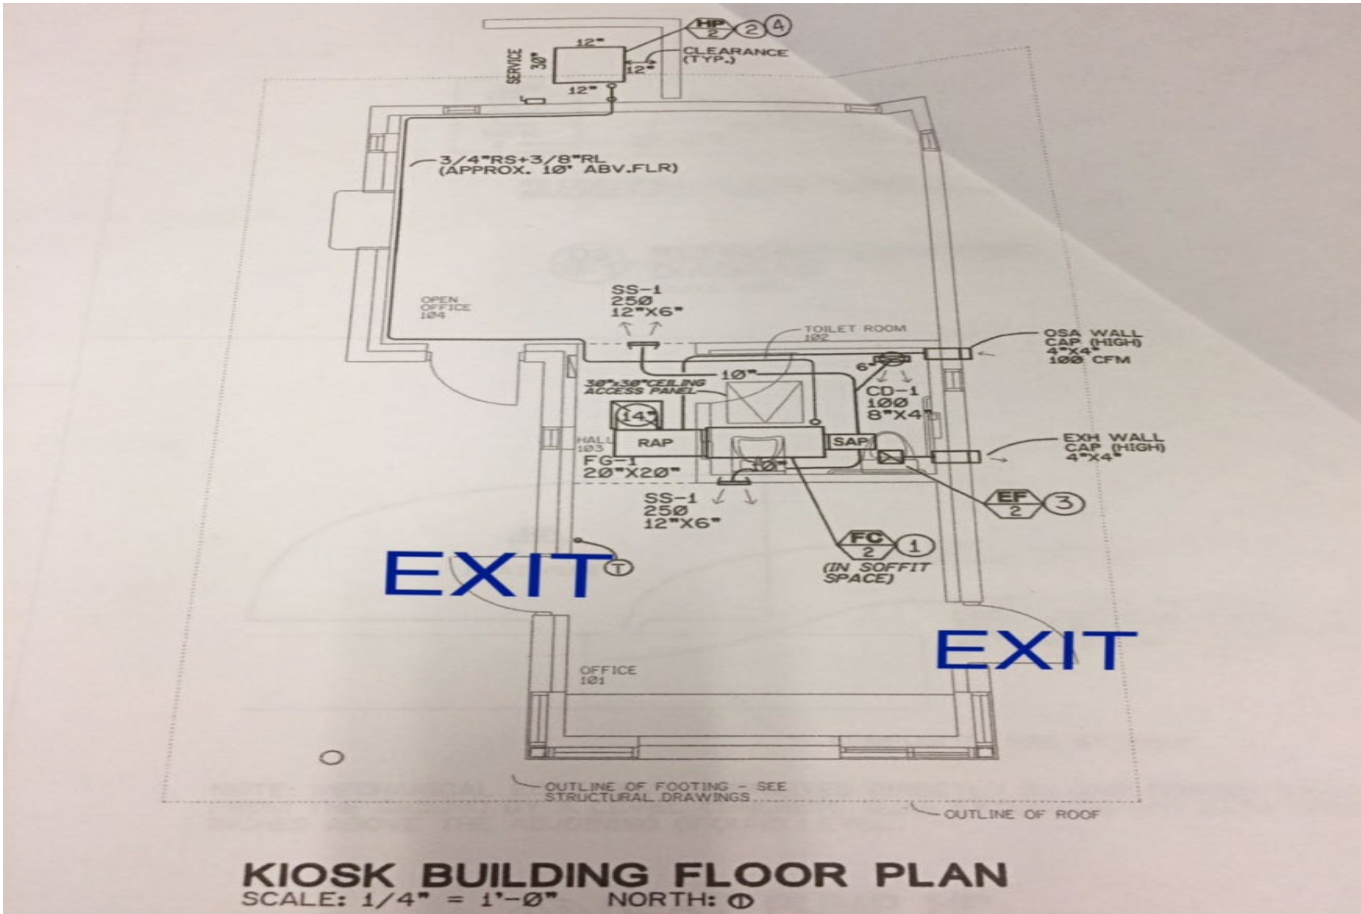 HP
2
2
4
12"
SERVICE
30"
12"
CLEARANCE
(TYP.)
12"
3/4"RS+3/8"RL
(APPROX. 10' ABV.FLR)
OPEN
OFFICE
104
SS-1
250
12"X6"
TOILET ROOM
102
OSA WALL
CAP (HIGH)
4"X4"
100 CFM
6"
10"
30"x30"CEILING
ACCESS PANEL
CD-1
100
8"X4"
14"
HALL
103
RAP
SAP
EXH WALL
CAP (HIGH)
4"X4"
FG-1
20"X20"
10"
SS-1
250
12"X6"
EF
2
3
FC
2
1
(IN SOFFIT
SPACE)
EXIT
T
EXIT
OFFICE
101
OUTLINE OF FOOTING - SEE
STRUCTURAL DRAWINGS
OUTLINE OF ROOF
KIOSK BUILDING FLOOR PLAN
SCALE: 1/4" = 1'-0" NORTH: